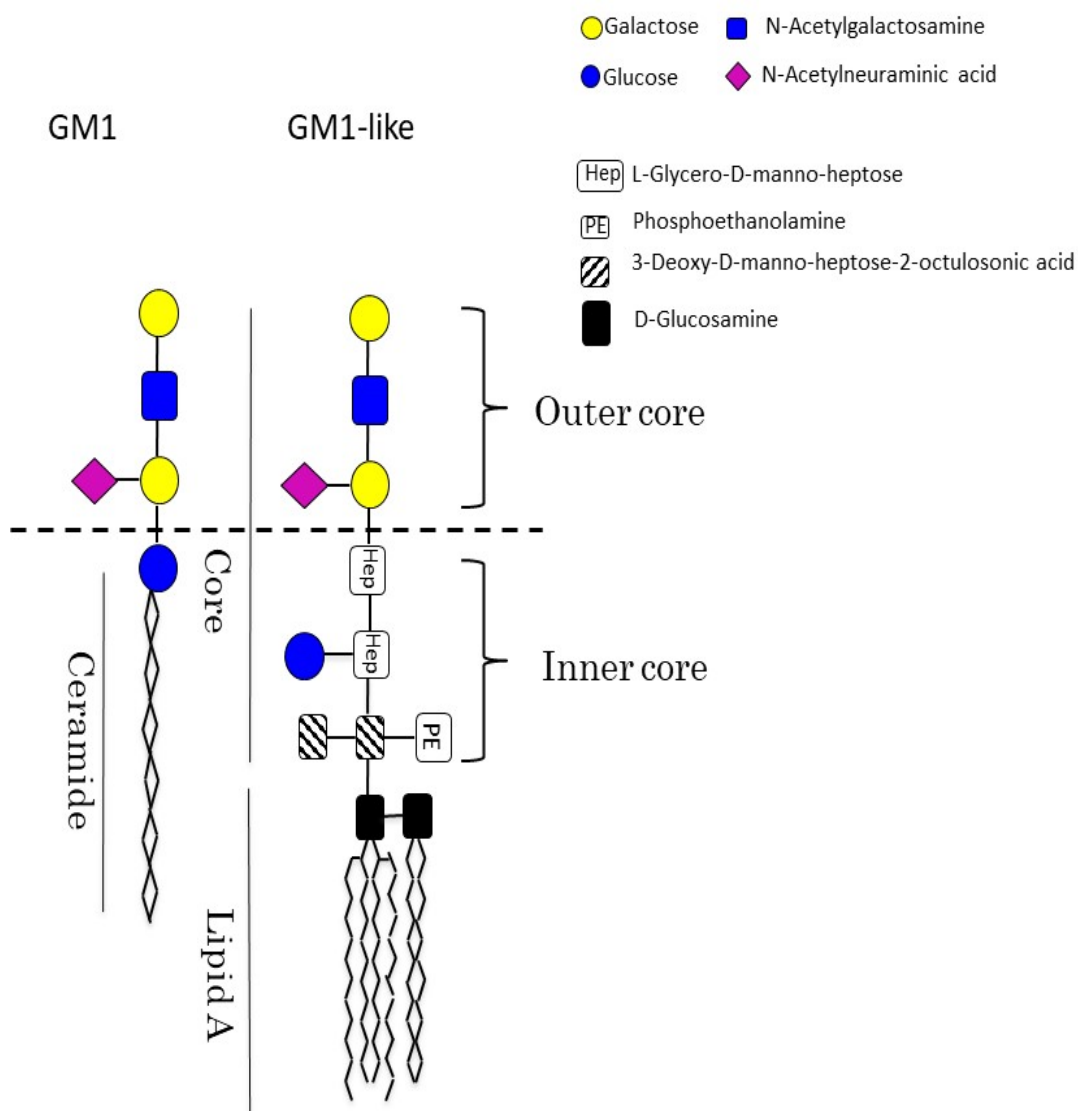 Galactose
N-Acetylgalactosamine
Glucose
N-Acetylneuraminic acid
GM1
GM1-like
Hep L-Glycero-D-manno-heptose
PE Phosphoethanolamine
3-Deoxy-D-manno-heptose-2-octulosonic acid
D-Glucosamine
Outer core
Core
Hep
Hep
Inner core
PE
Ceramide
Lipid A